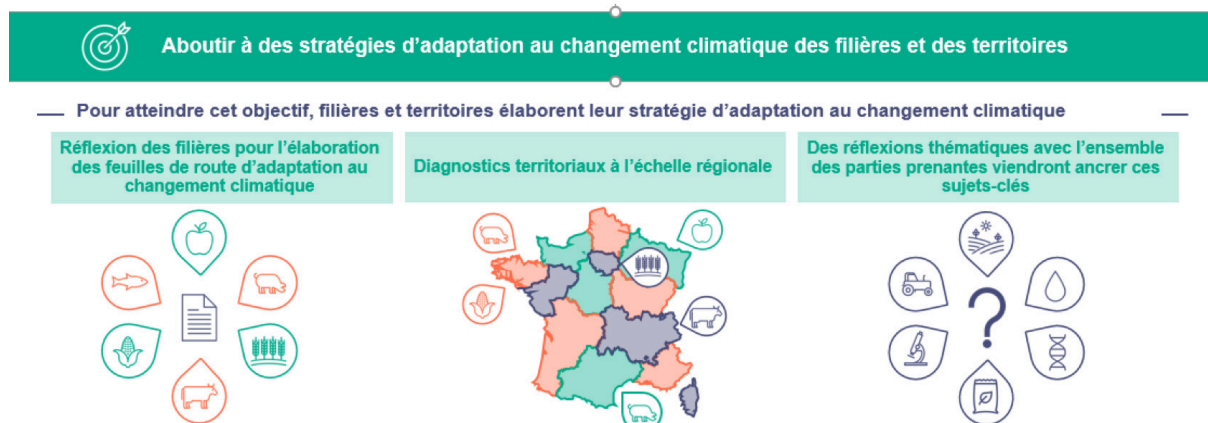 Aboutir à des stratégies d’adaptation au changement climatique des filières et des territoires
Pour atteindre cet objectif, filières et territoires élaborent leur stratégie d’adaptation au changement climatique
Réflexion des filières pour l’élaboration
des feuilles de route d’adaptation au
changement climatique
Diagnostics territoriaux à l’échelle régionale
Des réflexions thématiques avec l’ensemble
des parties prenantes viendront ancrer ces
sujets-clés
?